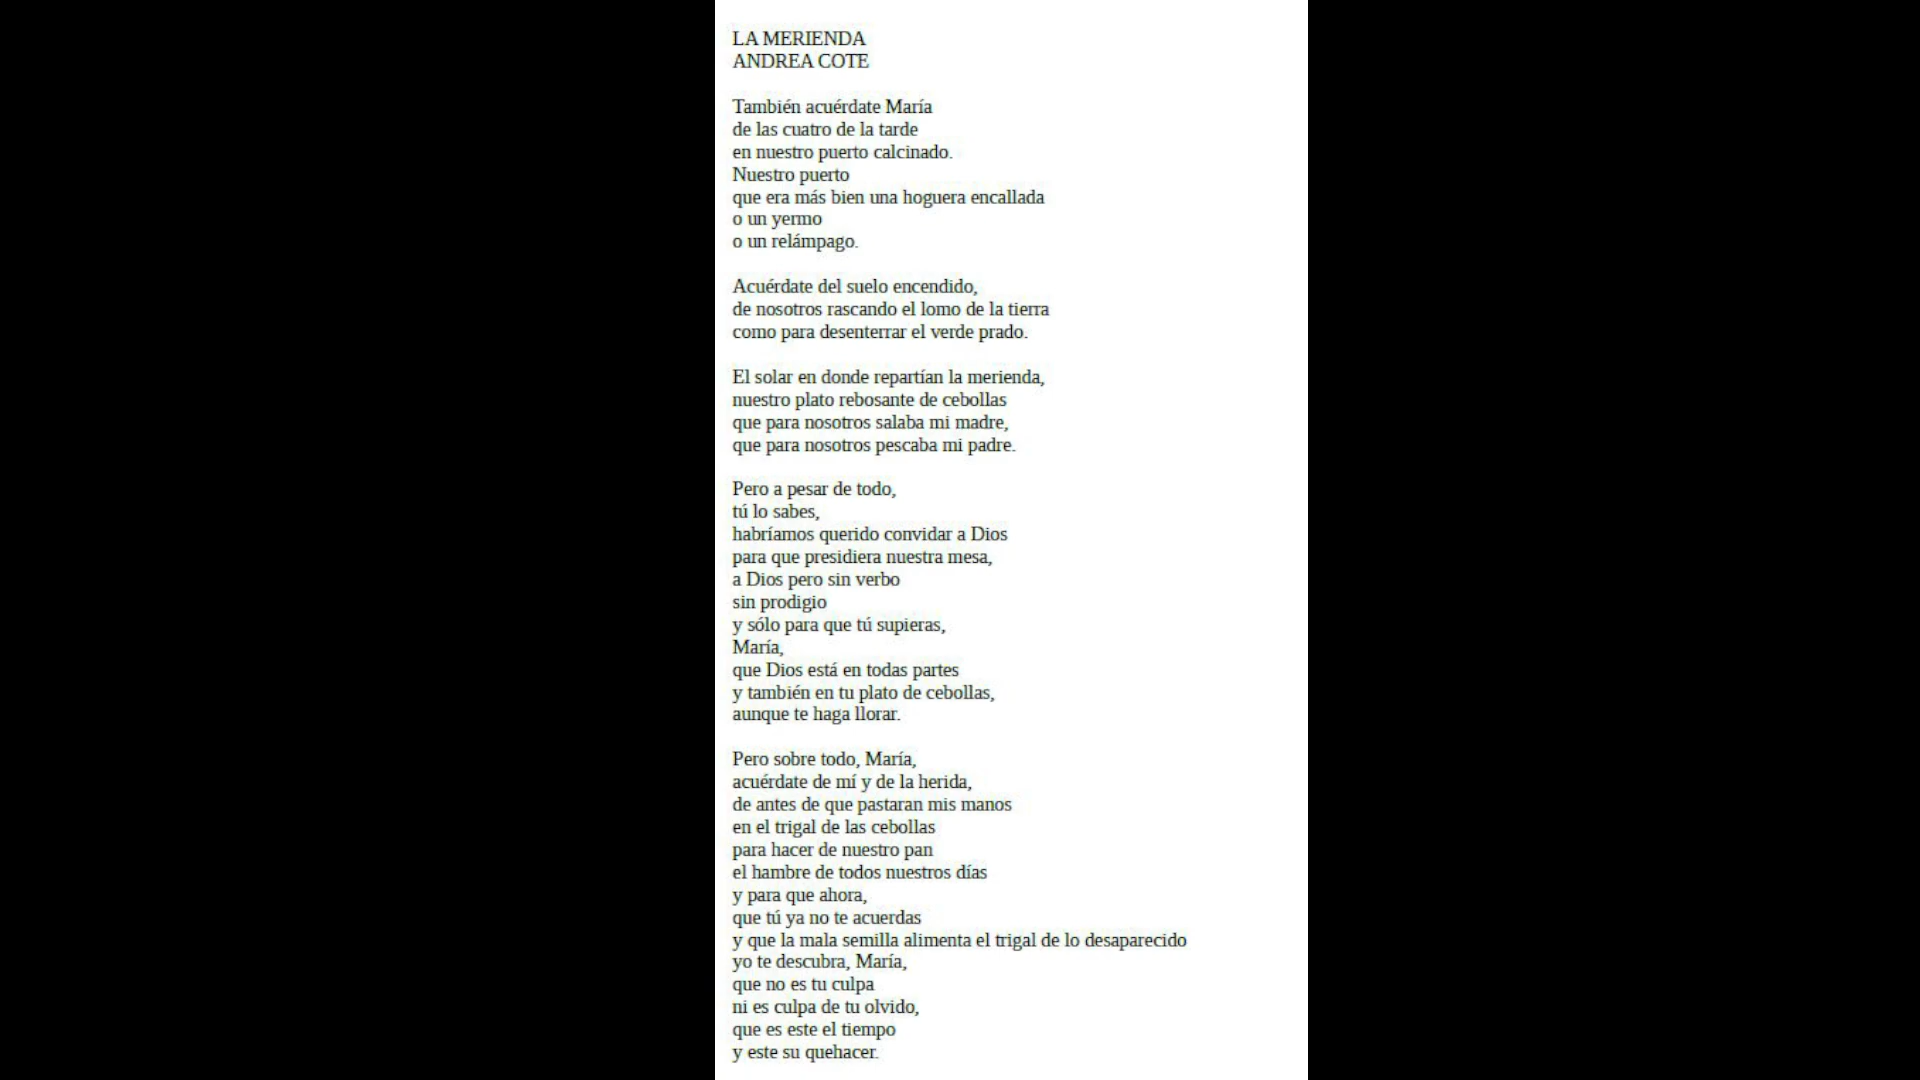 LA MERIENDA
ANDREA COTE
También acuérdate María
de las cuatro de la tarde
en nuestro puerto calcinado.
Nuestro puerto
que era más bien una hoguera encallada
o un yermo
o un relámpago.
Acuérdate del suelo encendido,
de nosotros rascando el lomo de la tierra
como para desenterrar el verde prado.
El solar en donde repartían la merienda,
nuestro plato rebosante de cebollas
que para nosotros salaba mi madre,
que para nosotros pescaba mi padre.
Pero a pesar de todo,
tú lo sabes,
habríamos querido convidar a Dios
para que presidiera nuestra mesa,
a Dios pero sin verbo
sin prodigio
y sólo para que tú supieras,
María,
que Dios está en todas partes
y también en tu plato de cebollas,
aunque te haga llorar.
Pero sobre todo, María,
acuérdate de mí y de la herida,
de antes de que pastaran mis manos
en el trigal de las cebollas
para hacer de nuestro pan
el hambre de todos nuestros días
y para que ahora,
que tú ya no te acuerdas
y que la mala semilla alimenta el trigal de lo desaparecido
yo te descubra, María,
que no es tu culpa
ni es culpa de tu olvido,
que es este el tiempo
y este su quehacer.